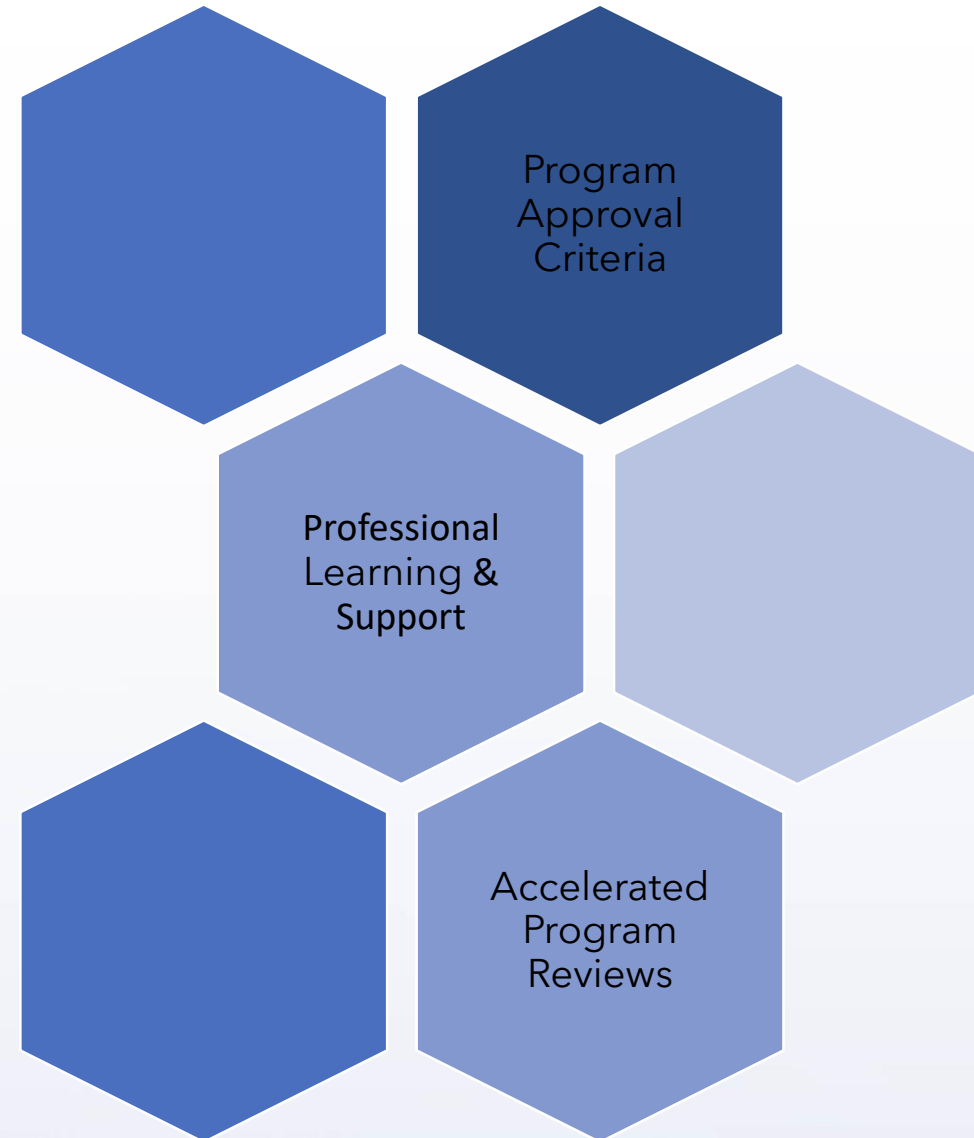 Program
Approval
Criteria
Professional
Learning &
Support
Accelerated
Program
Reviews